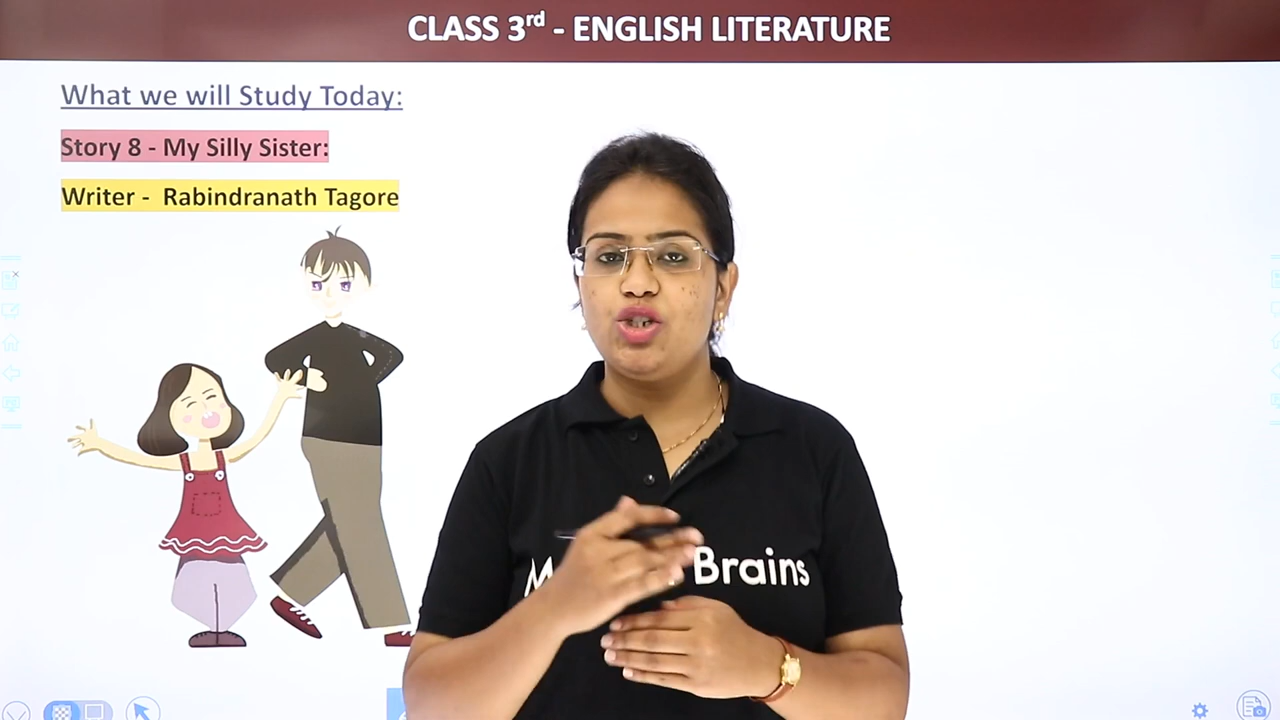 CLASS 3rd - ENGLISH LITERATURE
What we will Study Today:
Story 8 - My Silly Sister:
Writer - Rabindranath Tagore
Brains